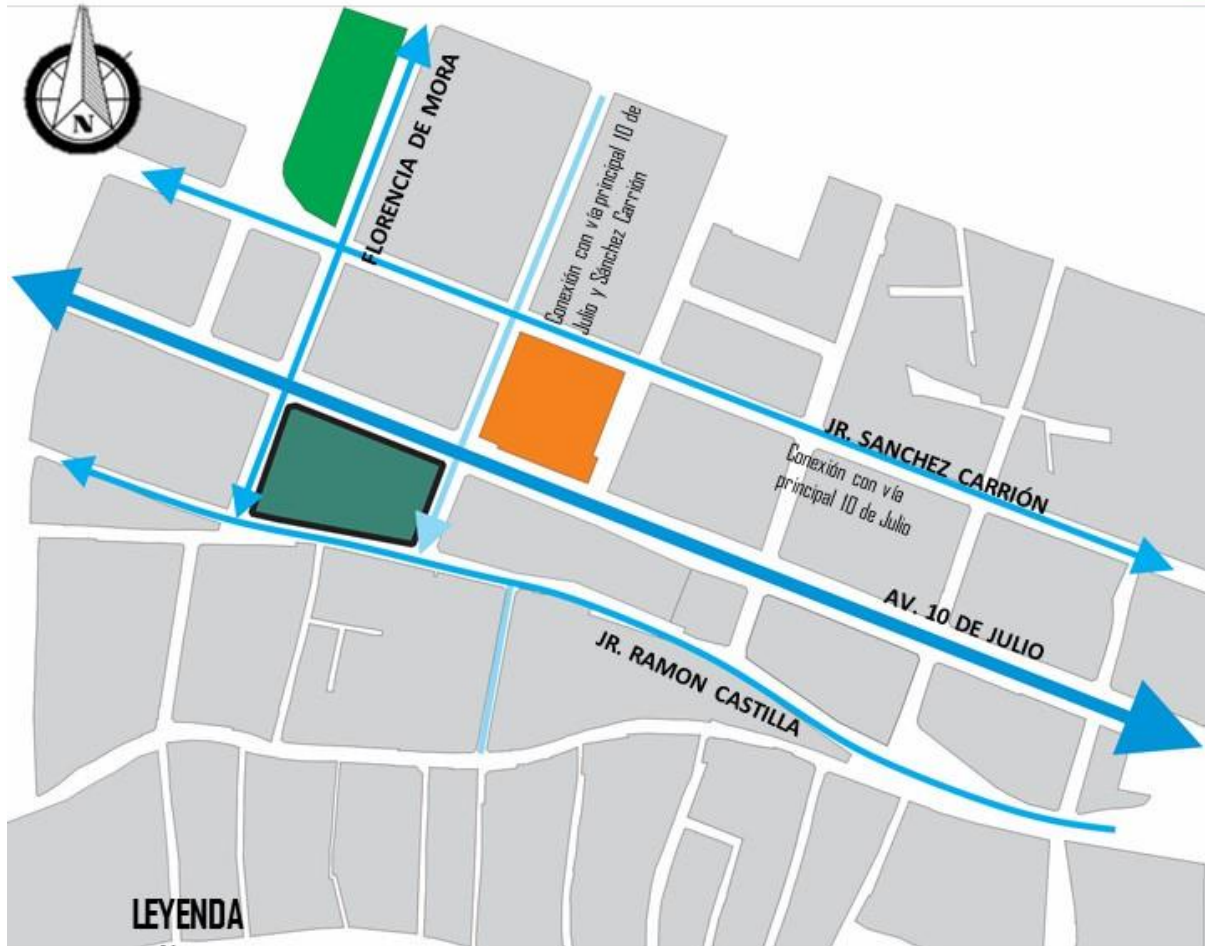 N
FLORENCIA DE MORA
Conexión con vía principal 10 de
Julio y Sánchez Carrión
JR. SANCHEZ CARRIÓN
Conexión con vía
principal 10 de Julio
AV. 10 DE JULIO
JR. RAMON CASTILLA
LEYENDA